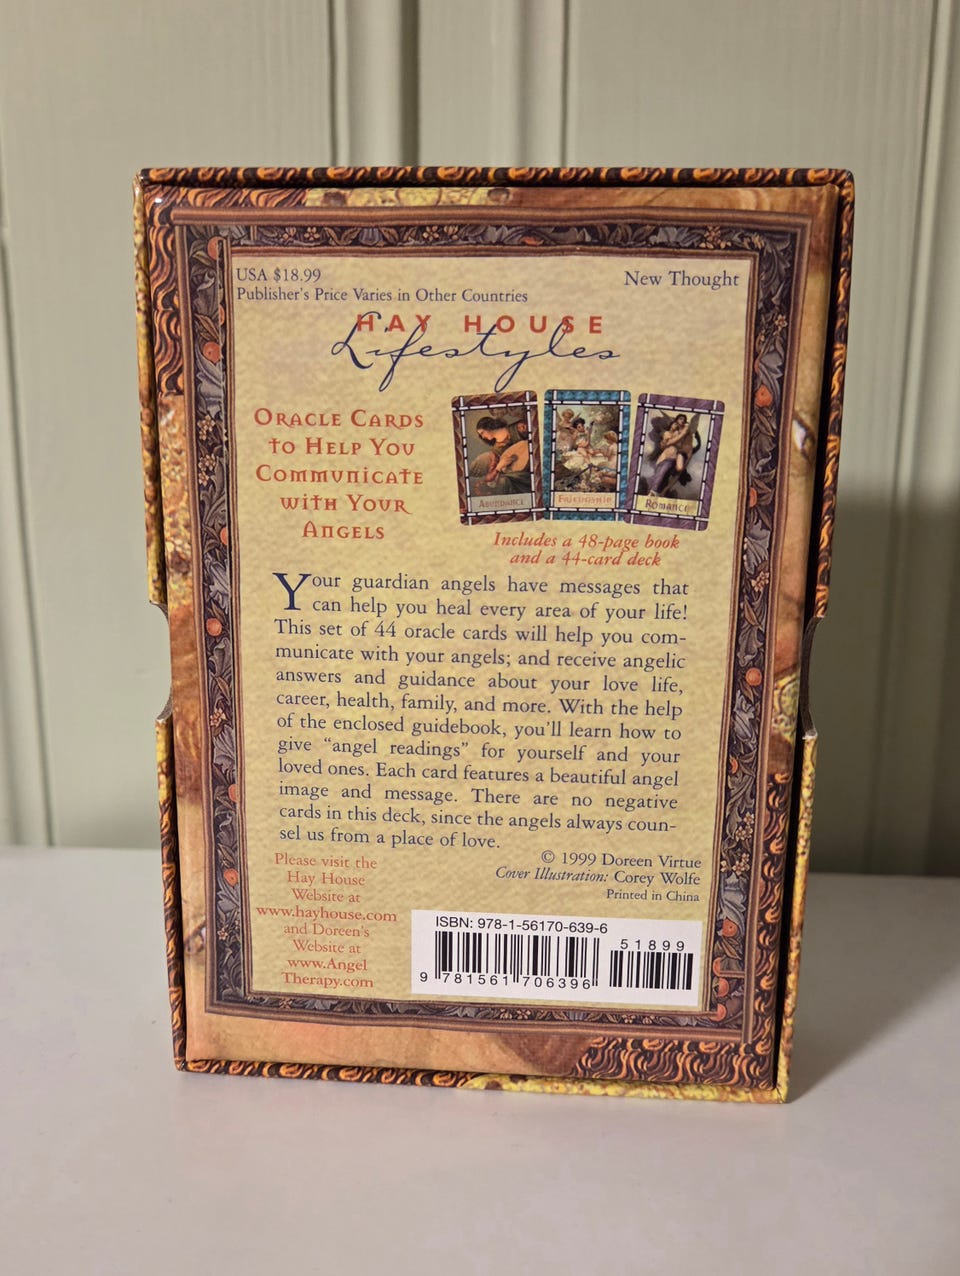 USA $18.99
Publisher's Price Varies in Other Countries
New Thought
HAY HOUSE
Lifestyles
ORACLE CARDS
TO HELP YOU
COMMUNICATE
WITH YOUR
ANGELS
ABUNDANCE
FRIENDSHIP
ROMANCE
Includes a 48-page book
and a 44-card deck
Your guardian angels have messages that
can help you heal every area of your life!
This set of 44 oracle cards will help you com-
municate with your angels; and receive angelic
answers and guidance about your love life,
career, health, family, and more. With the help
of the enclosed guidebook, you'll learn how to
give "angel readings" for yourself and your
loved ones. Each card features a beautiful angel
image and message. There are no negative
cards in this deck, since the angels always coun-
sel us from a place of love.
Please visit the
Hay House
Website at
www.hayhouse.com
and Doreen's
Website at
www.Angel
Therapy.com
© 1999 Doreen Virtue
Cover Illustration: Corey Wolfe
Printed in China
ISBN: 978-1-56170-639-6
51899
9 781561 706396